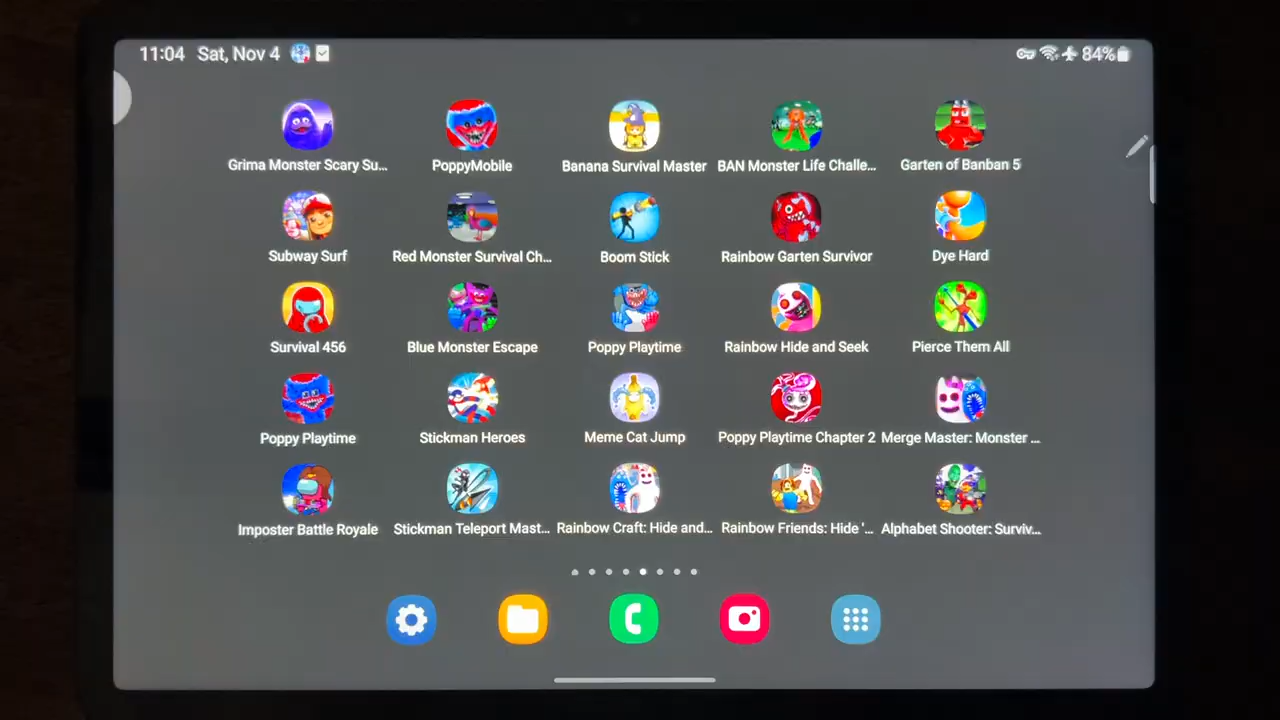 11:04 Sat, Nov 4 84%
Grima Monster Scary Su... PoppyMobile Banana Survival Master BAN Monster Life Challe... Garten of Banban 5
Subway Surf Red Monster Survival Ch... Boom Stick Rainbow Garten Survivor Dye Hard
Survival 456 Blue Monster Escape Poppy Playtime Rainbow Hide and Seek Pierce Them All
Poppy Playtime Stickman Heroes Meme Cat Jump Poppy Playtime Chapter 2 Merge Master: Monster ...
Imposter Battle Royale Stickman Teleport Mast... Rainbow Craft: Hide and... Rainbow Friends: Hide '... Alphabet Shooter: Surviv...